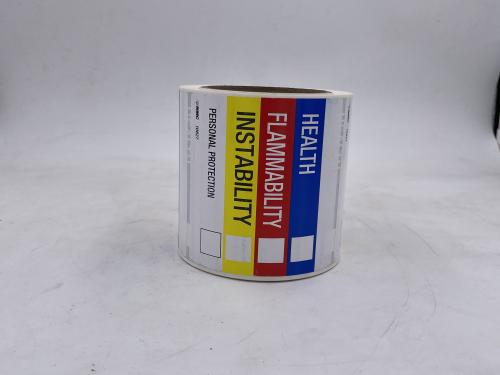 HEALTH
FLAMMABILITY
INSTABILITY
PERSONAL PROTECTION